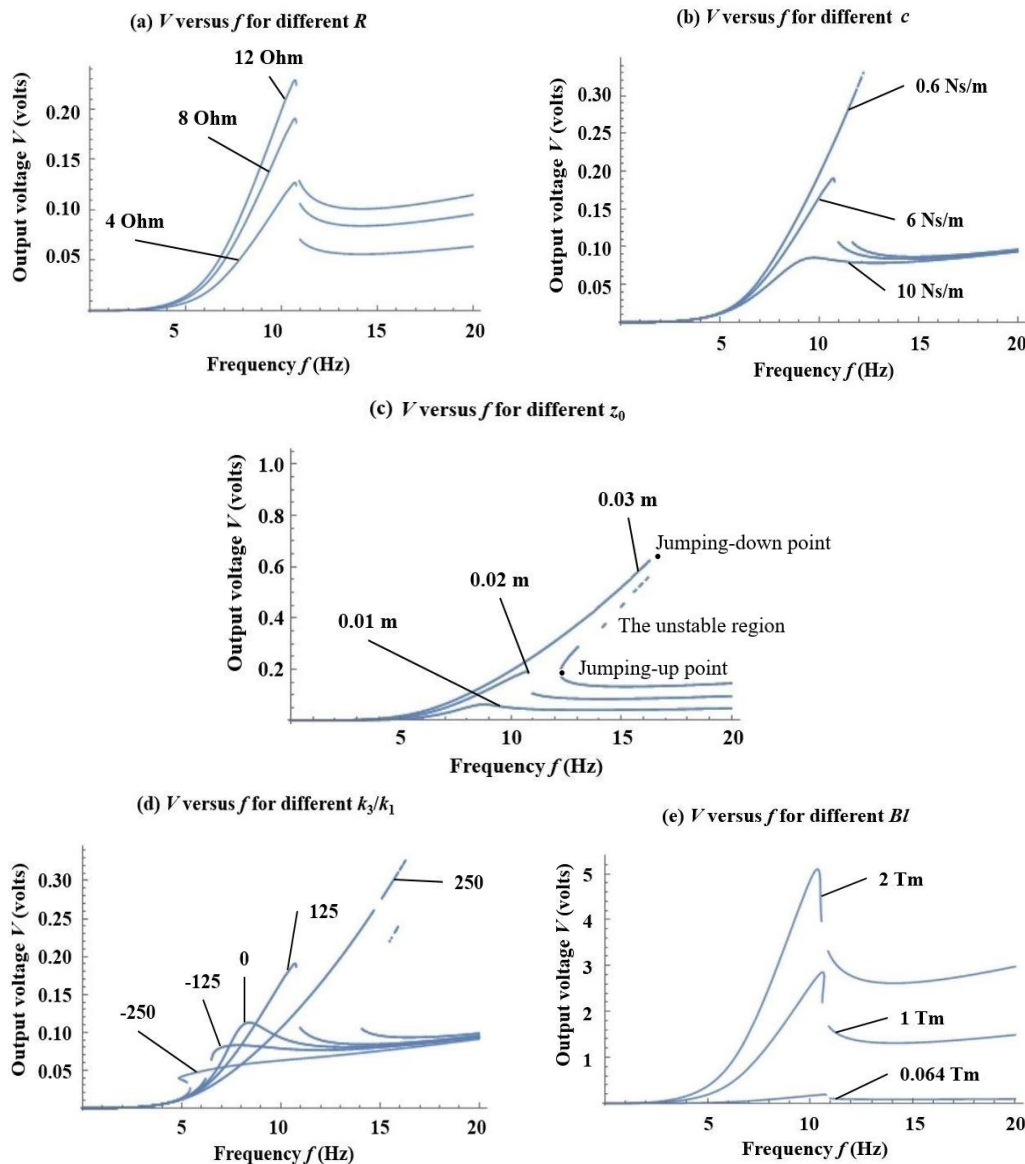 (a) V versus f for different R
Output voltage V (volts)
0.20
0.15
0.10
0.05
12 Ohm
8 Ohm
4 Ohm
5
10
15
20
Frequency f (Hz)
(b) V versus f for different c
Output voltage V (volts)
0.30
0.25
0.20
0.15
0.10
0.05
0.6 Ns/m
6 Ns/m
10 Ns/m
5
10
15
20
Frequency f (Hz)
(c) V versus f for different z₀
Output voltage V (volts)
1.0
0.8
0.6
0.4
0.2
0.03 m
Jumping-down point
0.02 m
0.01 m
The unstable region
Jumping-up point
5
10
15
20
Frequency f (Hz)
(d) V versus f for different k₃/k₁
Output voltage V (volts)
0.30
0.25
0.20
0.15
0.10
0.05
250
125
0
-125
-250
5
10
15
20
Frequency f (Hz)
(e) V versus f for different Bl
Output voltage V (volts)
5
4
3
2
1
2 Tm
1 Tm
0.064 Tm
5
10
15
20
Frequency f (Hz)